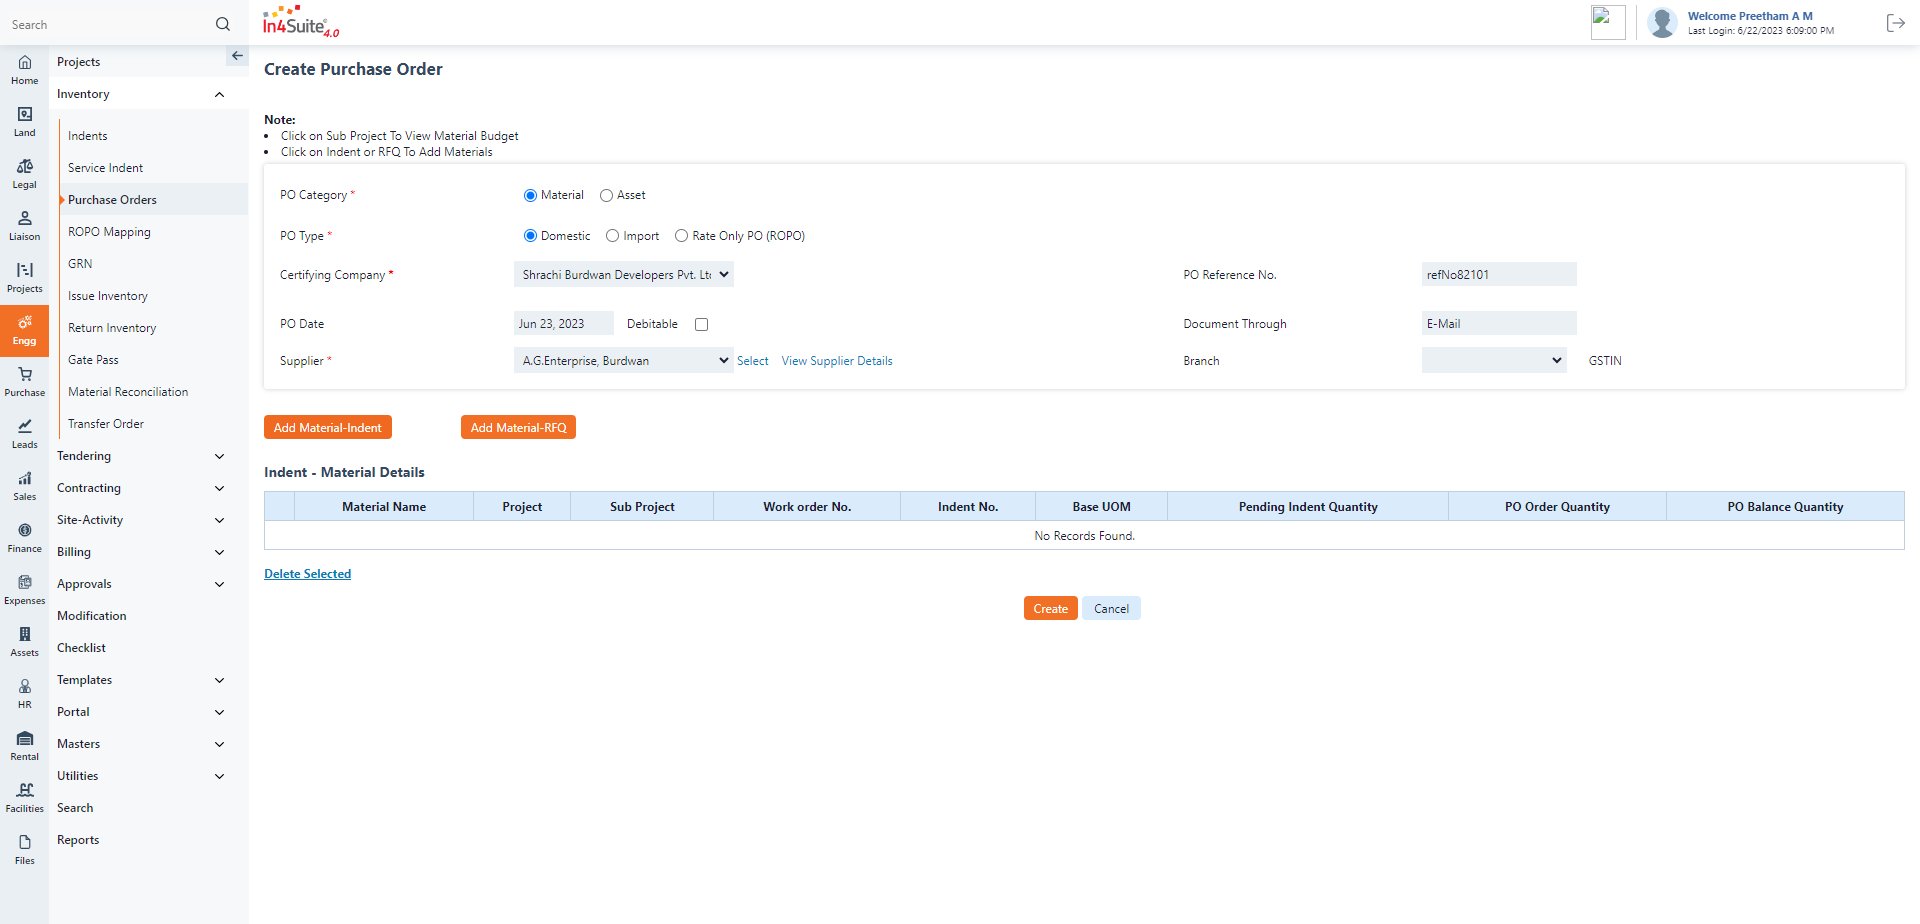 Search
In4Suite® 4.0
Welcome Preetham A M
Last Login: 6/22/2023 6:09:00 PM
Home
Land
Legal
Liaison
Projects
Engg
Purchase
Leads
Sales
Finance
Expenses
Assets
HR
Rental
Facilities
Files
Projects
Inventory
Indents
Service Indent
Purchase Orders
ROPO Mapping
GRN
Issue Inventory
Return Inventory
Gate Pass
Material Reconciliation
Transfer Order
Tendering
Contracting
Site-Activity
Billing
Approvals
Modification
Checklist
Templates
Portal
Masters
Utilities
Search
Reports
Create Purchase Order
Note:
• Click on Sub Project To View Material Budget
• Click on Indent or RFQ To Add Materials
PO Category * Material Asset
PO Type * Domestic Import Rate Only PO (ROPO)
Certifying Company * Shrachi Burdwan Developers Pvt. Ltd PO Reference No. refNo82101
PO Date Jun 23, 2023 Debitable Document Through E-Mail
Supplier * A.G.Enterprise, Burdwan Select View Supplier Details Branch GSTIN
Add Material-Indent Add Material-RFQ
Indent - Material Details
Material Name Project Sub Project Work order No. Indent No. Base UOM Pending Indent Quantity PO Order Quantity PO Balance Quantity
No Records Found.
Delete Selected
Create Cancel